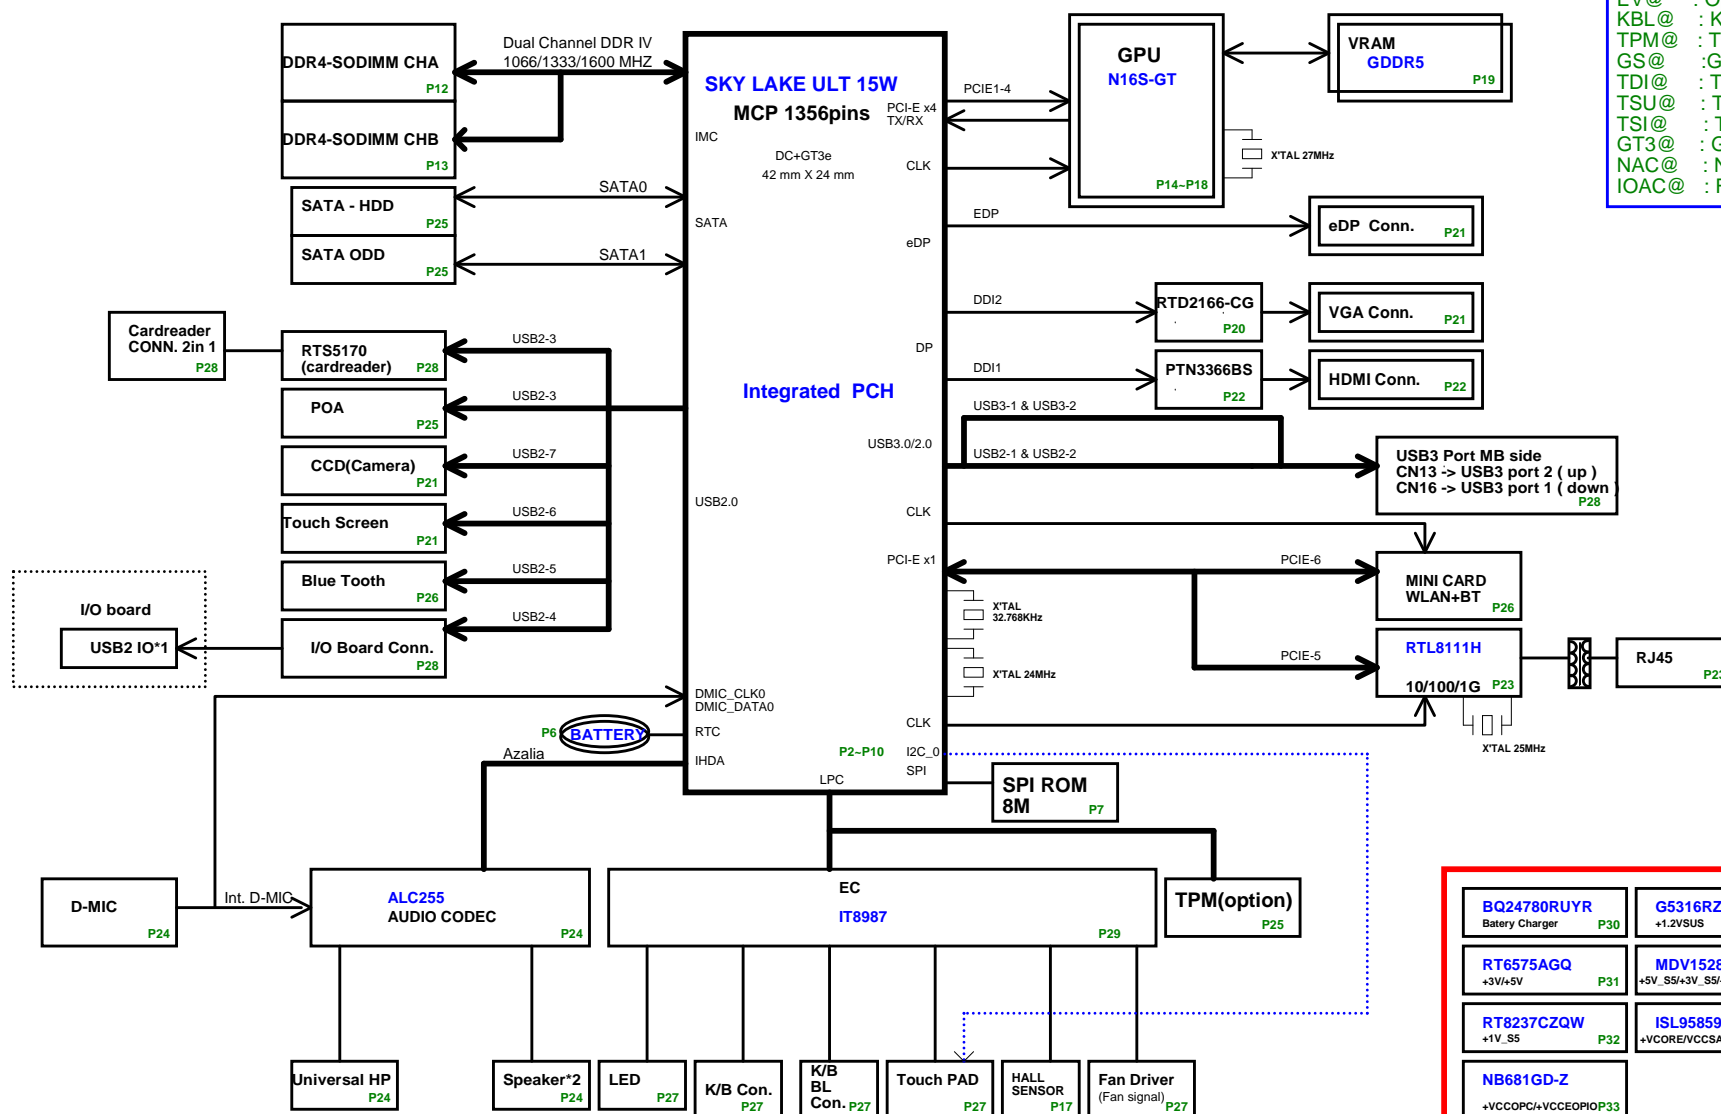 DDR4-SODIMM CHA
P12
DDR4-SODIMM CHB
P13
Dual Channel DDR IV
1066/1333/1600 MHZ
SATA - HDD
P25
SATA0
SATA ODD
P25
SATA1
Cardreader
CONN. 2in 1
P28
RTS5170
(cardreader)
P28
USB2-3
POA
P25
USB2-3
CCD(Camera)
P21
USB2-7
Touch Screen
P21
USB2-6
Blue Tooth
P26
USB2-5
I/O Board Conn.
P28
USB2-4
I/O board
USB2 IO*1
SKY LAKE ULT 15W
MCP 1356pins
DC+GT3e
42 mm X 24 mm
Integrated PCH
IMC
SATA
USB2.0
DMIC_CLK0
DMIC_DATA0
RTC
IHDA
LPC
P2~P10
PCI-E x4
TX/RX
CLK
eDP
DP
USB3.0/2.0
CLK
PCI-E x1
CLK
I2C_0
SPI
P6
BATTERY
Azalia
PCIE1-4
GPU
N16S-GT
P14~P18
VRAM
GDDR5
P19
X'TAL 27MHz
EDP
eDP Conn.
P21
DDI2
RTD2166-CG
P20
VGA Conn.
P21
DDI1
PTN3366BS
P22
HDMI Conn.
P22
USB3-1 & USB3-2
USB2-1 & USB2-2
USB3 Port MB side
CN13 -> USB3 port 2 ( up )
CN16 -> USB3 port 1 ( down )
P28
PCIE-6
MINI CARD
WLAN+BT
P26
X'TAL
32.768KHz
X'TAL 24MHz
PCIE-5
RTL8111H
10/100/1G
P23
RJ45
X'TAL 25MHz
SPI ROM
8M
P7
D-MIC
P24
Int. D-MIC
ALC255
AUDIO CODEC
P24
EC
IT8987
P29
TPM(option)
P25
Universal HP
P24
Speaker*2
P24
LED
P27
K/B Con.
P27
K/B
BL
Con.
P27
Touch PAD
P27
HALL
SENSOR
P17
Fan Driver
(Fan signal)
P27
KBL@ : K
TPM@ : T
GS@ :G
TDI@ : T
TSU@ : T
TSI@ : T
GT3@ : G
NAC@ : N
BQ24780RUYR
Batery Charger
P30
G5316RZ
+1.2VSUS
RT6575AGQ
+3V/+5V
P31
MDV1528
+5V_S5/+3V_S5/
RT8237CZQW
+1V_S5
P32
ISL95859
+VCORE/VCCSA
NB681GD-Z
+VCCOPC/+VCCEOPIO
P33